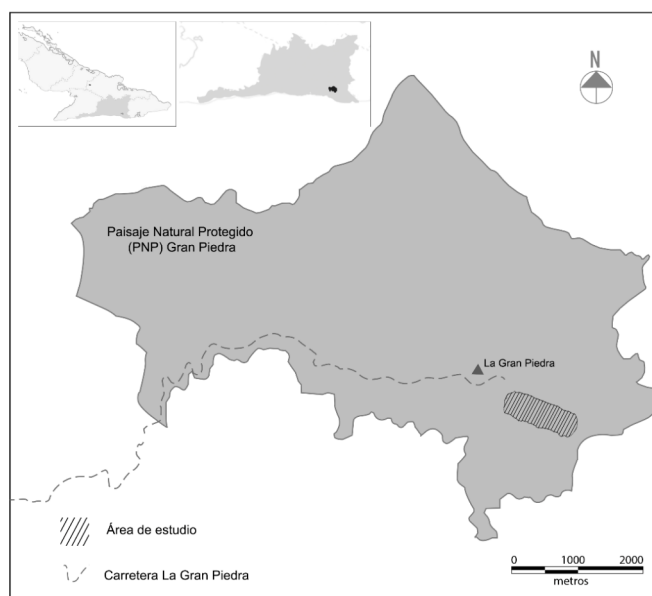 N
Paisaje Natural Protegido
(PNP) Gran Piedra
La Gran Piedra
Área de estudio
Carretera La Gran Piedra
0 1000 2000
metros